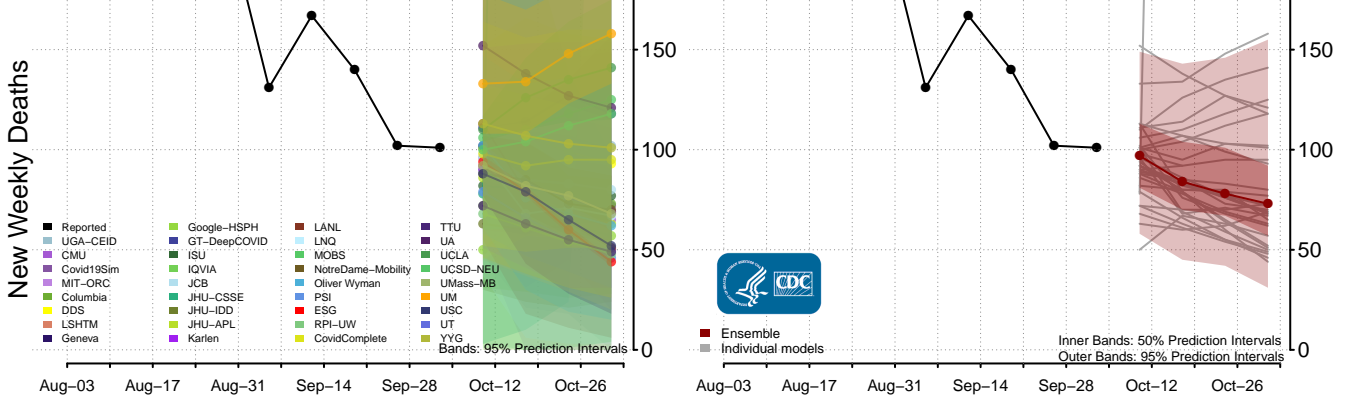 New Weekly Deaths
150
100
50
0
Reported
UGA−CEID
CMU
Covid19Sim
MIT−ORC
Columbia
DDS
LSHTM
Geneva
Google−HSPH
GT−DeepCOVID
ISU
IQVIA
JCB
JHU−CSSE
JHU−IDD
JHU−APL
Karlen
LANL
LNQ
MOBS
NotreDame−Mobility
Oliver Wyman
PSI
ESG
RPI−UW
CovidComplete
TTU
UA
UCLA
UCSD−NEU
UMass−MB
UM
USC
UT
YYG
Bands: 95% Prediction Intervals
Aug−03 Aug−17 Aug−31 Sep−14 Sep−28 Oct−12 Oct−26
150
100
50
0
CDC
Ensemble
Individual models
Inner Bands: 50% Prediction Intervals
Outer Bands: 95% Prediction Intervals
Aug−03 Aug−17 Aug−31 Sep−14 Sep−28 Oct−12 Oct−26